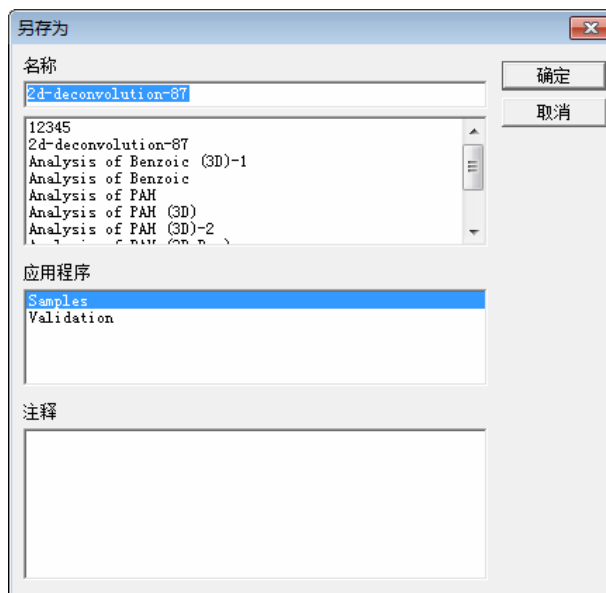 另存为
名称
确定
2d-deconvolution-87
取消
12345
2d-deconvolution-87
Analysis of Benzoic (3D)-1
Analysis of Benzoic
Analysis of PAH
Analysis of PAH (3D)
Analysis of PAH (3D)-2
应用程序
Samples
Validation
注释